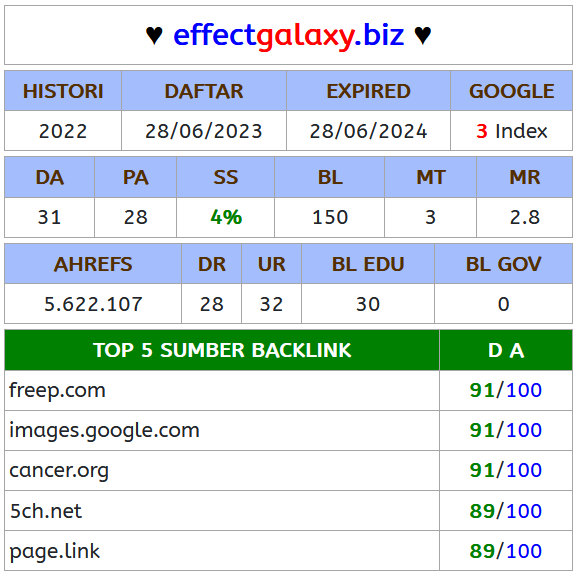 ♥ effectgalaxy.biz ♥
HISTORI DAFTAR EXPIRED GOOGLE
2022 28/06/2023 28/06/2024 3 Index
DA PA SS BL MT MR
31 28 4% 150 3 2.8
AHREFS DR UR BL EDU BL GOV
5.622.107 28 32 30 0
TOP 5 SUMBER BACKLINK D A
freep.com 91/100
images.google.com 91/100
cancer.org 91/100
5ch.net 89/100
page.link 89/100